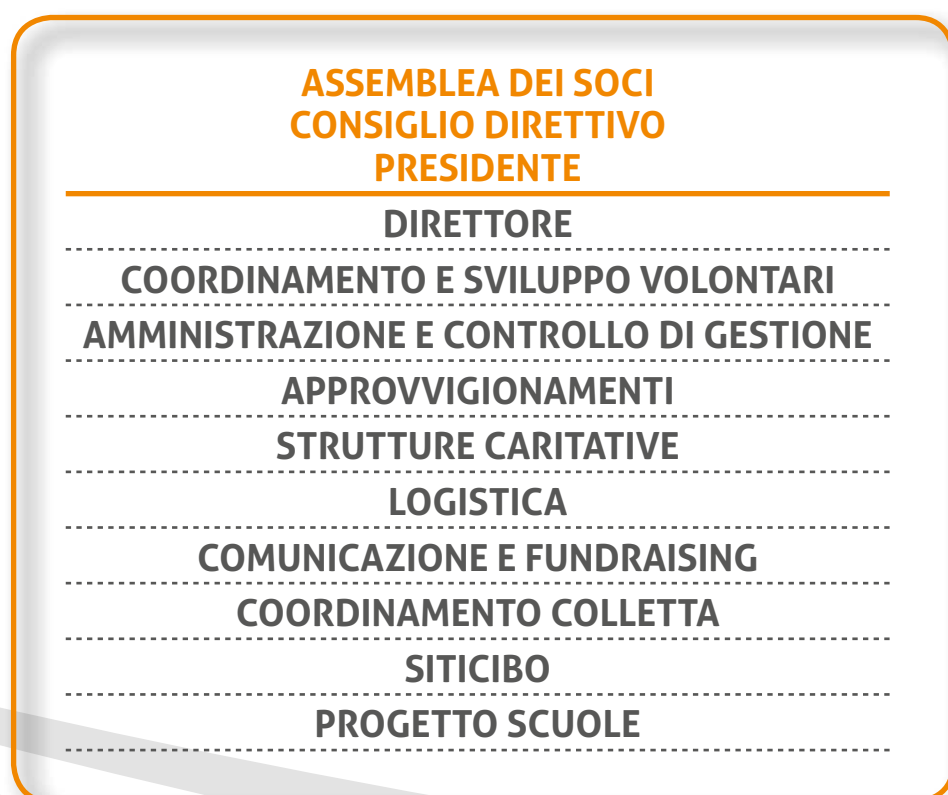 ASSEMBLEA DEI SOCI
CONSIGLIO DIRETTIVO
PRESIDENTE
DIRETTORE
COORDINAMENTO E SVILUPPO VOLONTARI
AMMINISTRAZIONE E CONTROLLO DI GESTIONE
APPROVVIGIONAMENTI
STRUTTURE CARITATIVE
LOGISTICA
COMUNICAZIONE E FUNDRAISING
COORDINAMENTO COLLETTA
SITICIBO
PROGETTO SCUOLE